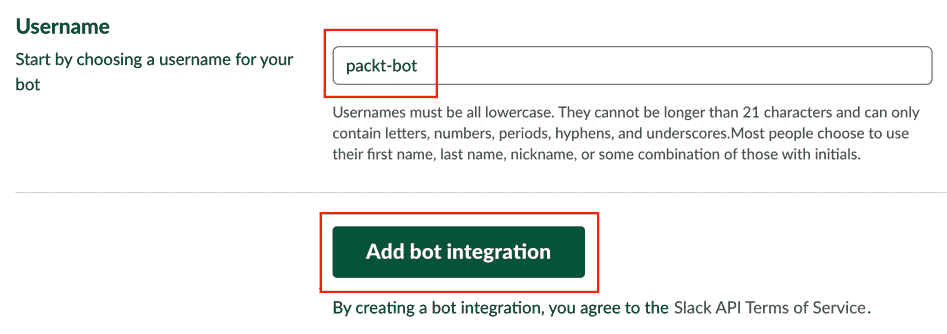 Username
Start by choosing a username for your
bot
packt-bot
Usernames must be all lowercase. They cannot be longer than 21 characters and can only
contain letters, numbers, periods, hyphens, and underscores.Most people choose to use
their first name, last name, nickname, or some combination of those with initials.
Add bot integration
By creating a bot integration, you agree to the Slack API Terms of Service.